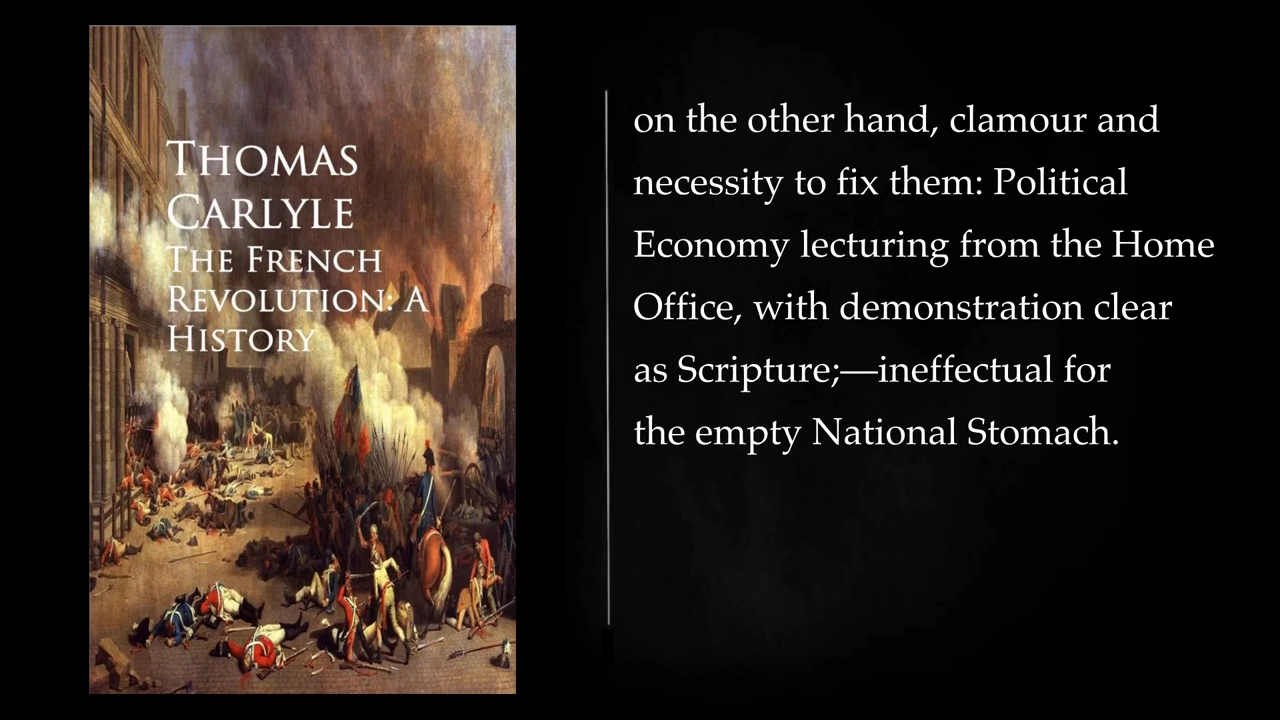 THOMAS
CARLYLE
THE FRENCH
REVOLUTION: A
HISTORY
on the other hand, clamour and
necessity to fix them: Political
Economy lecturing from the Home
Office, with demonstration clear
as Scripture;—ineffectual for
the empty National Stomach.